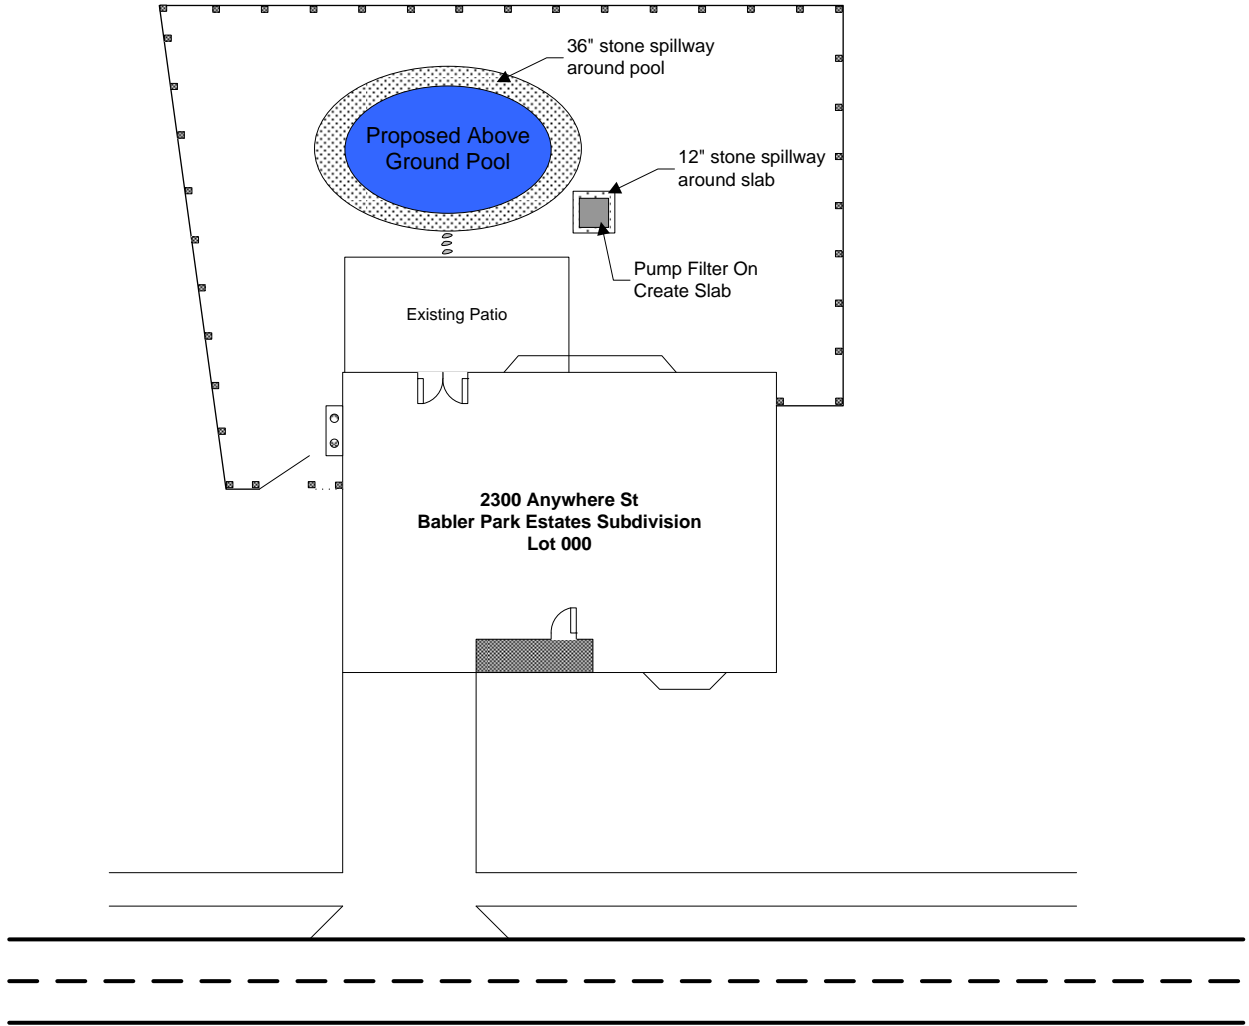 36" stone spillway
around pool
Proposed Above
Ground Pool
12" stone spillway
around slab
Pump Filter On
Create Slab
Existing Patio
2300 Anywhere St
Babler Park Estates Subdivision
Lot 000